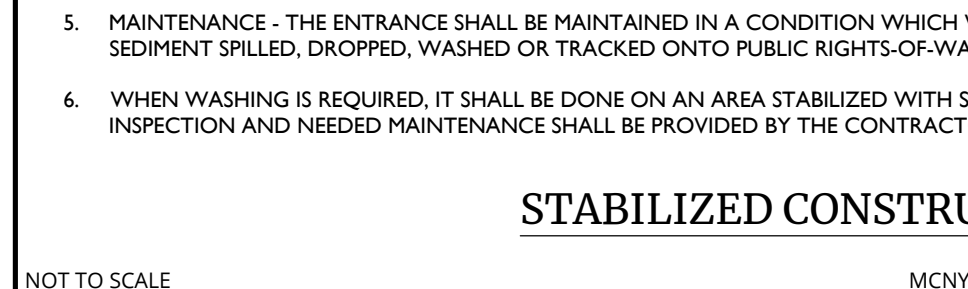 5. MAINTENANCE - THE ENTRANCE SHALL BE MAINTAINED IN A CONDITION WHICH
SEDIMENT SPILLED, DROPPED, WASHED OR TRACKED ONTO PUBLIC RIGHTS-OF-WA
6. WHEN WASHING IS REQUIRED, IT SHALL BE DONE ON AN AREA STABILIZED WITH S
INSPECTION AND NEEDED MAINTENANCE SHALL BE PROVIDED BY THE CONTRACT
STABILIZED CONSTRU
NOT TO SCALE MCNY